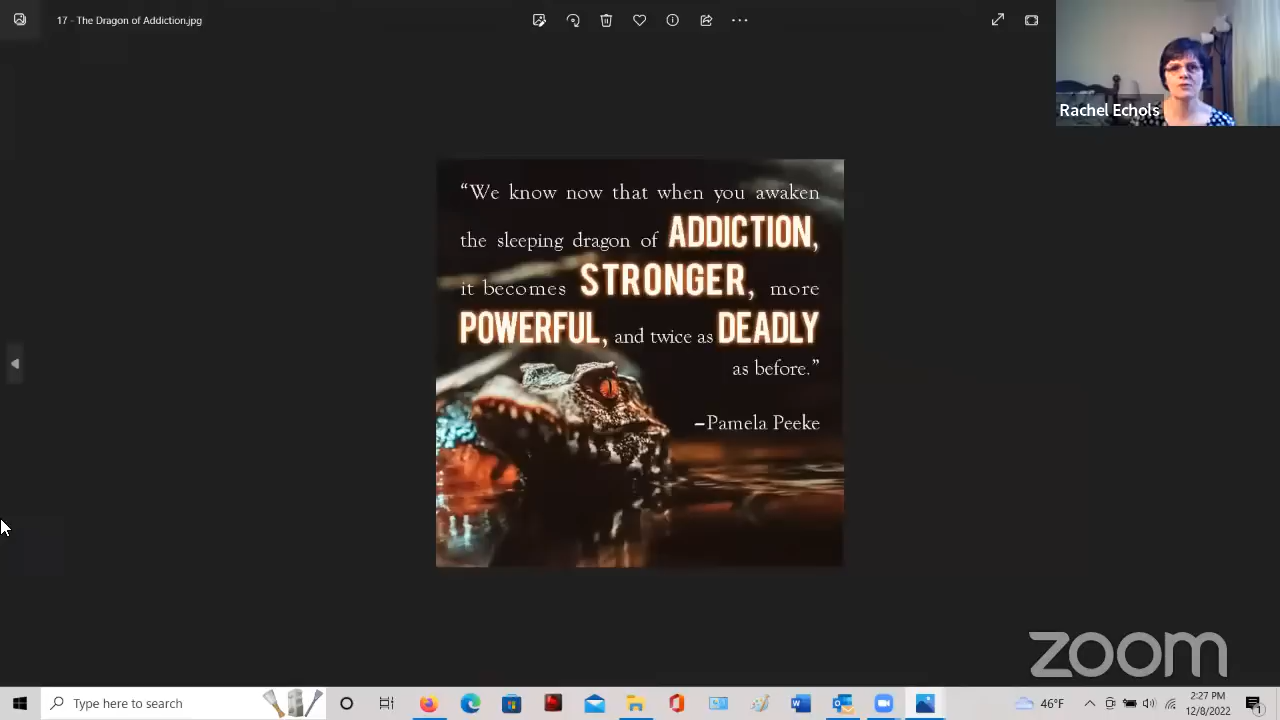 17 - The Dragon of Addiction.jpg
Rachel Echols
“We know now that when you awaken
the sleeping dragon of ADDICTION,
it becomes STRONGER, more
POWERFUL, and twice as DEADLY
as before.”
–Pamela Peeke
zoom
Type here to search
46°F
2:27 PM
12/8/2022
1